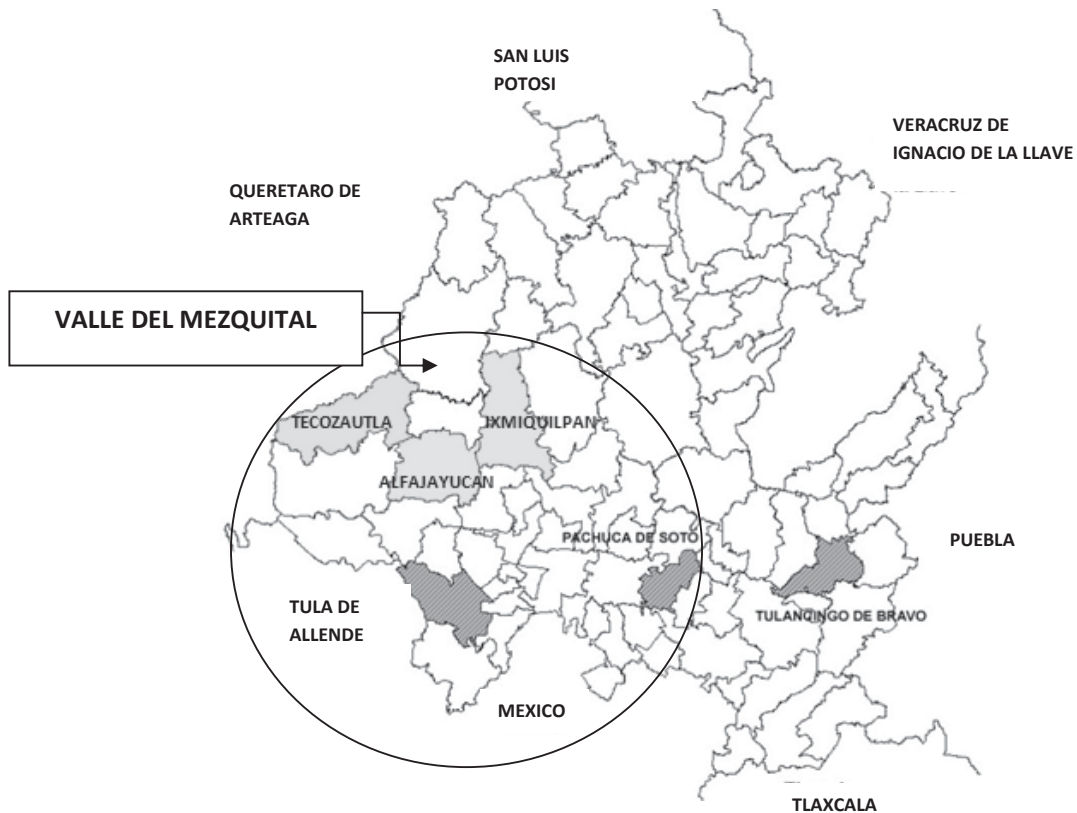 SAN LUIS
POTOSI
VERACRUZ DE
IGNACIO DE LA LLAVE
QUERETARO DE
ARTEAGA
VALLE DEL MEZQUITAL
TECOZAUTLA
IXMIQUILPAN
ALFAJAYUCAN
PACHUCA DE SOTO
PUEBLA
TULA DE
ALLENDE
TULANCINGO DE BRAVO
MEXICO
TLAXCALA